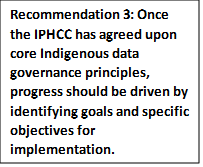 Recommendation 3: Once
the IPHCC has agreed upon
core Indigenous data
governance principles,
progress should be driven by
identifying goals and specific
objectives for
implementation.